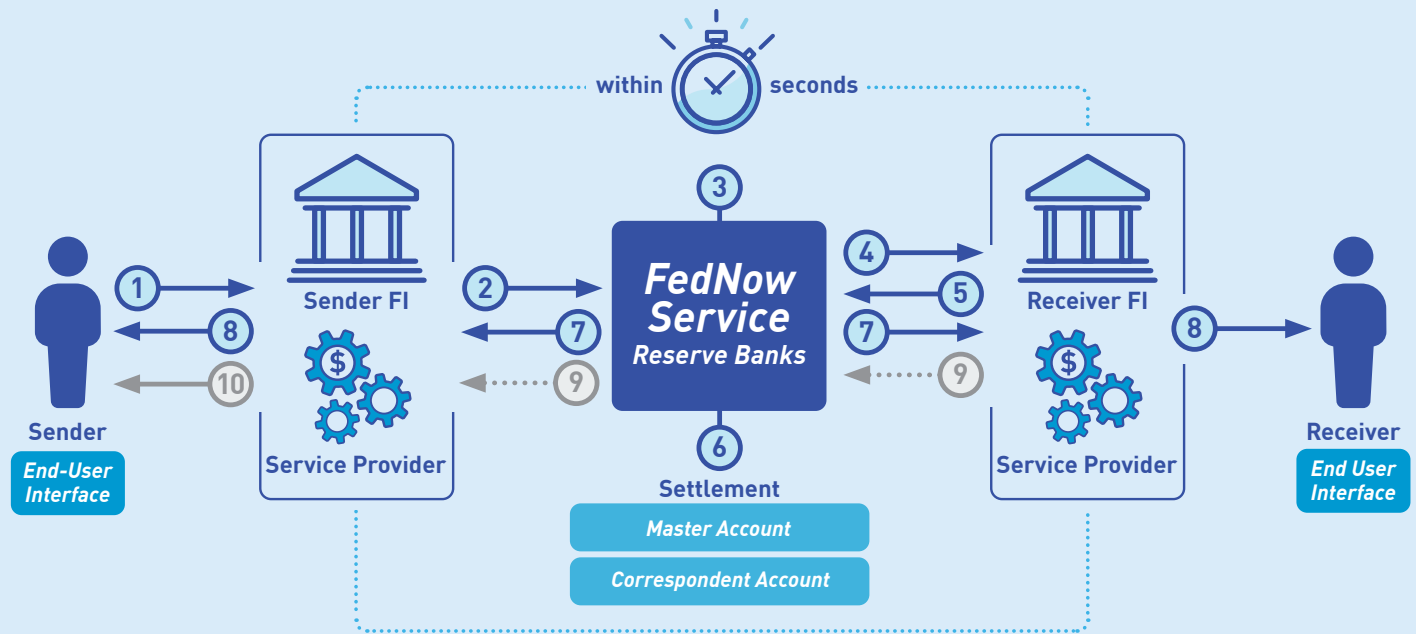 within seconds
3
FedNow
Service
Reserve Banks
1
8
10
Sender
End-User
Interface
Sender FI
$
Service Provider
2
7
9
4
5
7
9
6
Settlement
Master Account
Correspondent Account
Receiver FI
$
Service Provider
8
Receiver
End User
Interface